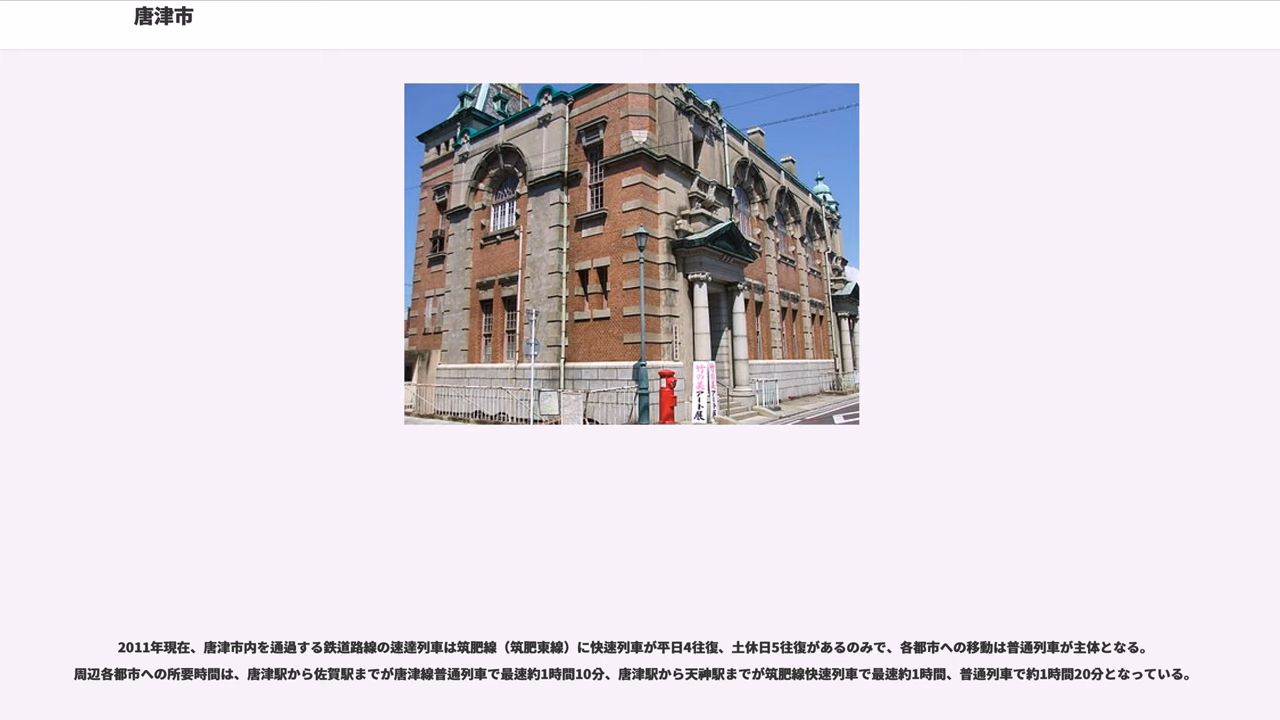 唐津市
竹の美アート展
2011年現在、唐津市内を通過する鉄道路線の速達列車は筑肥線（筑肥東線）に快速列車が平日4往復、土休日5往復があるのみで、各都市への移動は普通列車が主体となる。
周辺各都市への所要時間は、唐津駅から佐賀駅までが唐津線普通列車で最速約1時間10分、唐津駅から天神駅までが筑肥線快速列車で最速約1時間、普通列車で約1時間20分となっている。